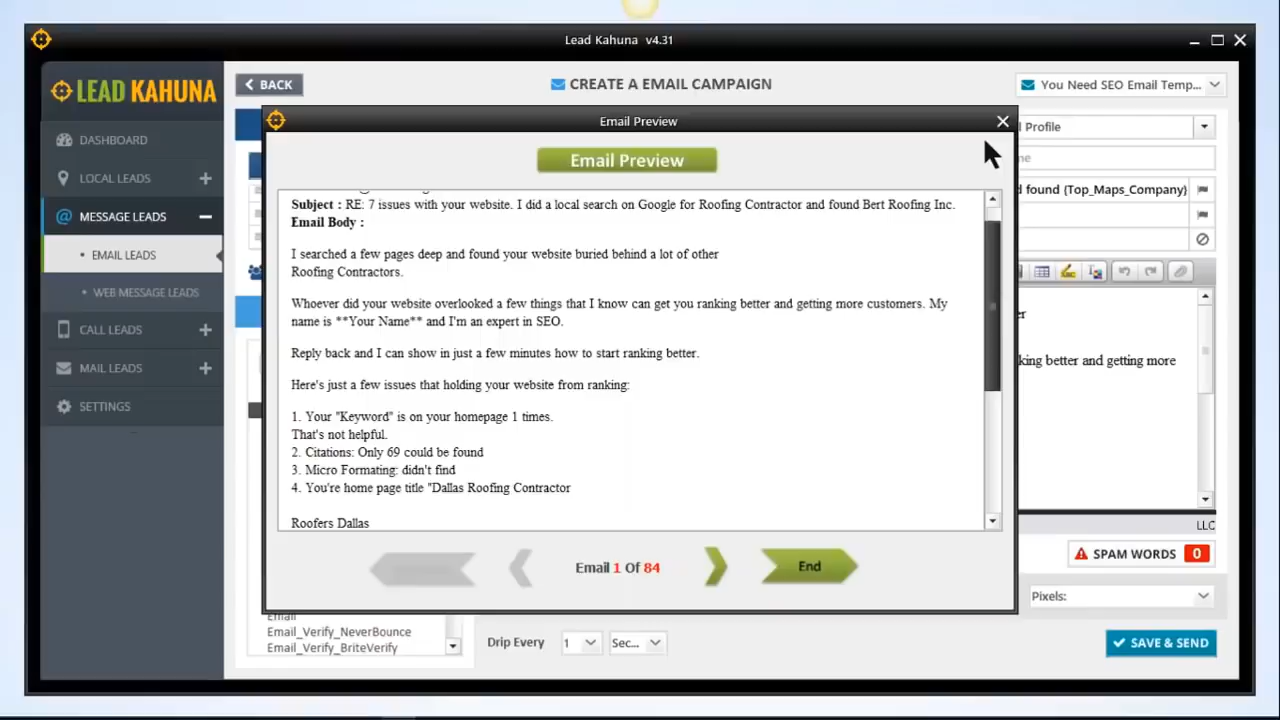 Lead Kahuna v4.31
LEAD KAHUNA
BACK
CREATE A EMAIL CAMPAIGN
You Need SEO Email Temp...
DASHBOARD
LOCAL LEADS
MESSAGE LEADS
EMAIL LEADS
WEB MESSAGE LEADS
CALL LEADS
MAIL LEADS
SETTINGS
Email Preview
Email Preview
Subject : RE: 7 issues with your website. I did a local search on Google for Roofing Contractor and found Bert Roofing Inc.
Email Body :
I searched a few pages deep and found your website buried behind a lot of other
Roofing Contractors.
Whoever did your website overlooked a few things that I know can get you ranking better and getting more customers. My
name is **Your Name** and I'm an expert in SEO.
Reply back and I can show in just a few minutes how to start ranking better.
Here's just a few issues that holding your website from ranking:
1. Your "Keyword" is on your homepage 1 times.
That's not helpful.
2. Citations: Only 69 could be found
3. Micro Formating: didn't find
4. You're home page title "Dallas Roofing Contractor
Roofers Dallas
Email 1 Of 84
End
Profile
d found (Top_Maps_Company)
king better and getting more
LLC
SPAM WORDS 0
Pixels:
Email
Email_Verify_NeverBounce
Email_Verify_BriteVerify
Drip Every 1 Sec...
SAVE & SEND